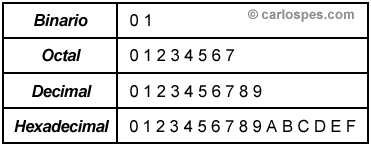 © carlospes.com
Binario 0 1
Octal 0 1 2 3 4 5 6 7
Decimal 0 1 2 3 4 5 6 7 8 9
Hexadecimal 0 1 2 3 4 5 6 7 8 9 A B C D E F